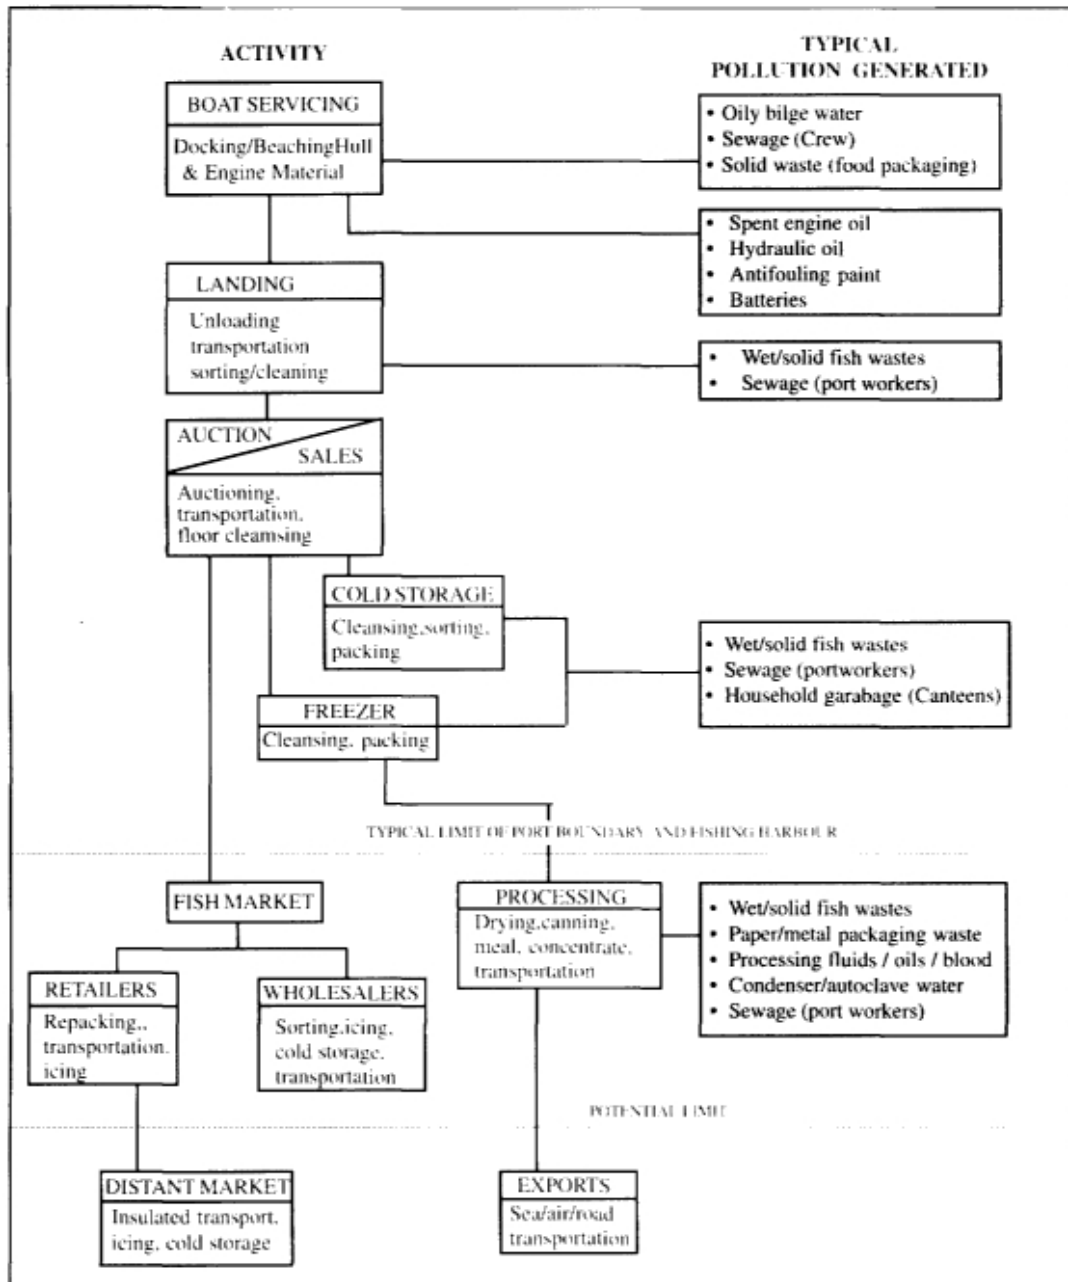 ACTIVITY
TYPICAL
POLLUTION GENERATED
BOAT SERVICING
Docking/BeachingHull
& Engine Material
• Oily bilge water
• Sewage (Crew)
• Solid waste (food packaging)
• Spent engine oil
• Hydraulic oil
• Antifouling paint
• Batteries
LANDING
Unloading
transportation
sorting/cleaning
• Wet/solid fish wastes
• Sewage (port workers)
AUCTION
SALES
Auctioning,
transportation,
floor cleamsing
COLD STORAGE
Cleansing,sorting,
packing
• Wet/solid fish wastes
• Sewage (portworkers)
• Household garabage (Canteens)
FREEZER
Cleansing, packing
TYPICAL LIMIT OF PORT BOUNDARY AND FISHING HARBOUR
FISH MARKET
PROCESSING
Drying,canning,
meal, concentrate,
transportation
• Wet/solid fish wastes
• Paper/metal packaging waste
• Processing fluids / oils / blood
• Condenser/autoclave water
• Sewage (port workers)
RETAILERS
Repacking,,
transportation,
icing
WHOLESALERS
Sorting,icing,
cold storage,
transportation
POTENTIAL LIMIT
DISTANT MARKET
Insulated transport,
icing, cold storage
EXPORTS
Sea/air/road
transportation